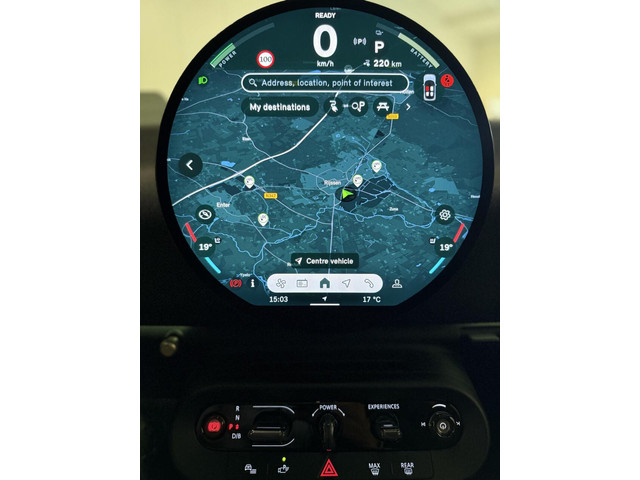 READY
0
km/h
(P)
P
220 km
POWER
BATTERY
100
Address, location, point of interest
My destinations
P
Rijssen
Enter
19°
19°
Centre vehicle
i
15:03
17 °C
R
N
D/B
P
POWER
EXPERIENCES
MAX
REAR